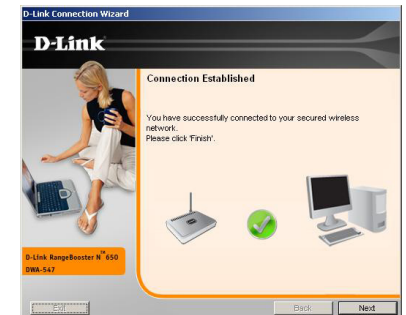 D-Link Connection Wizard
D-Link
Connection Established
You have successfully connected to your secured wireless
network.
Please click 'Finish'.
D-Link RangeBooster N™ 650
DWA-547
Exit
Back
Next